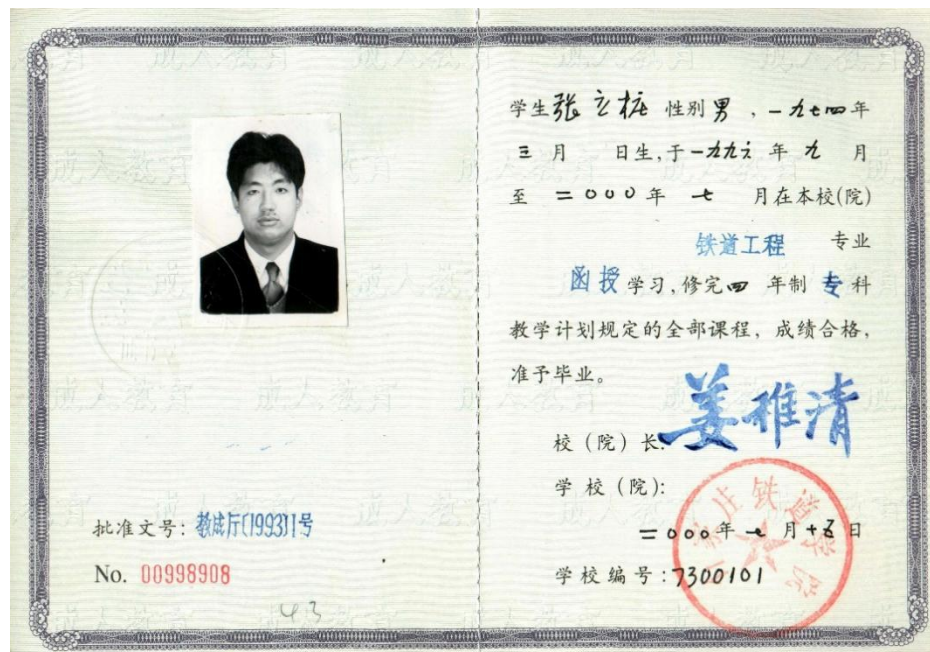 批准文号：教成厅(1993)1号
No. 00998908
43
学生张立桩 性别男，一九七四年
三月 日生,于一九九六年九月
至二〇〇〇年七月在本校(院)
铁道工程 专业
函授学习,修完四年制专科
教学计划规定的全部课程，成绩合格，
准予毕业。
校（院）长:
学校（院）:
二〇〇〇年七月十五日
学校编号:7300101
成人教育